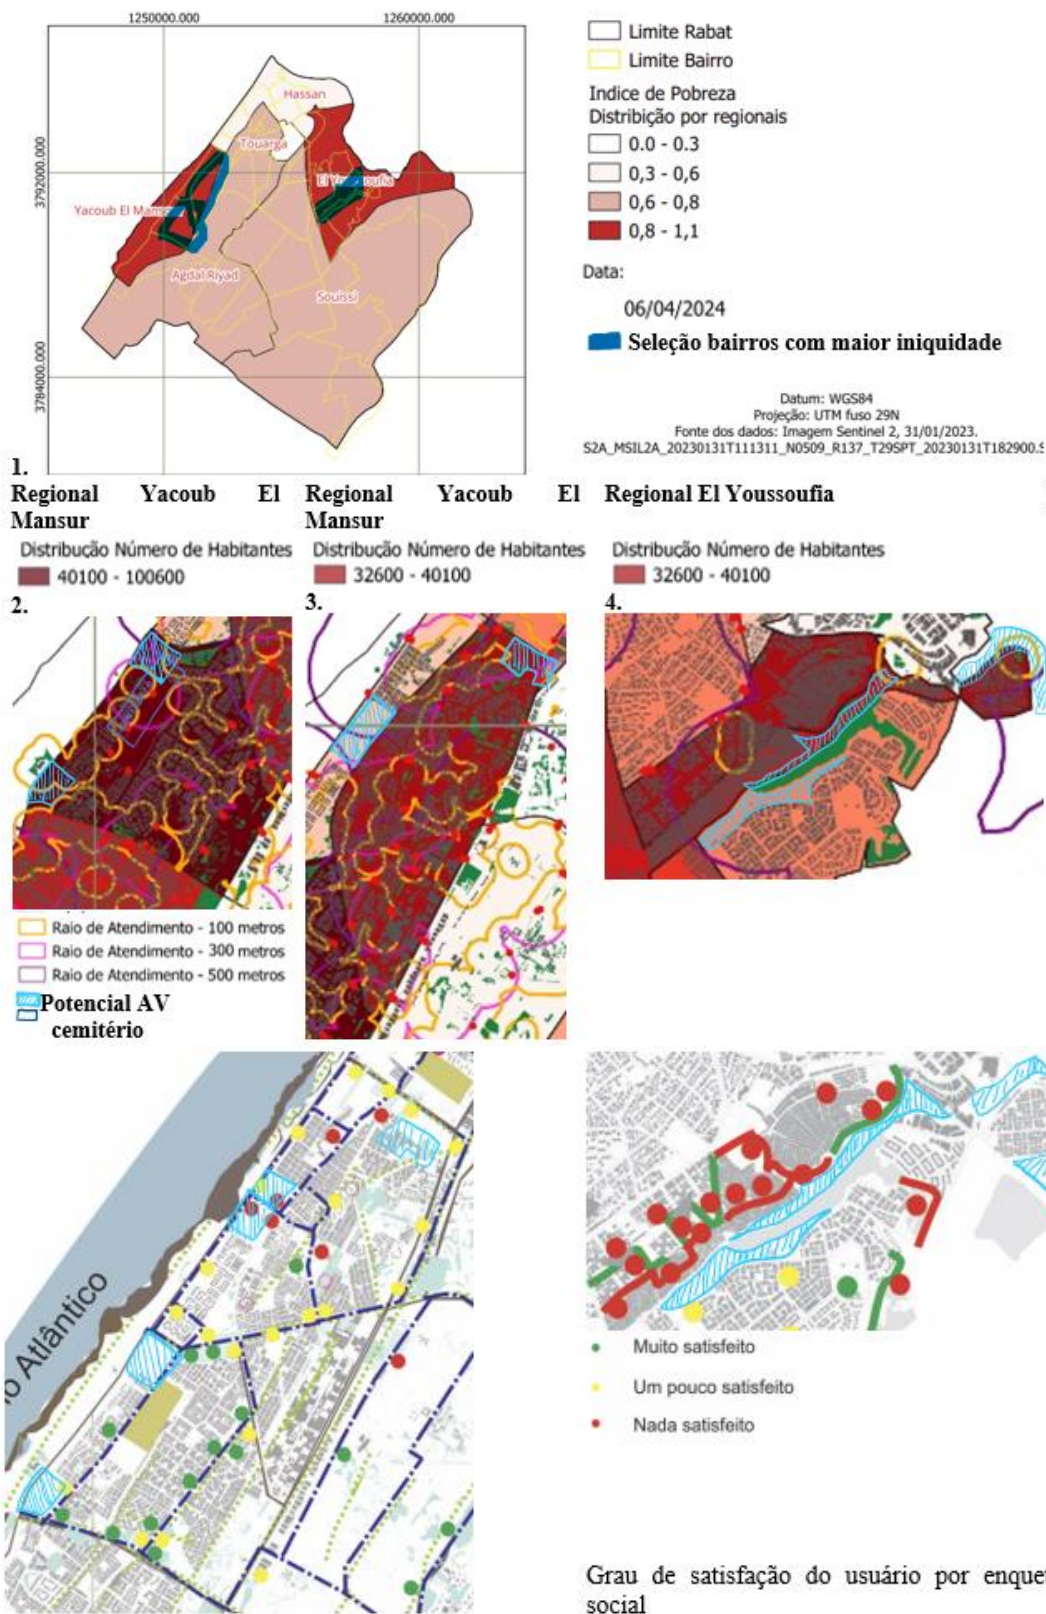 1250000.000 1260000.000
3792000.000
3784000.000
Hassan
Touarga
El Youssoufia
Yacoub El Mansu
Agdal Riyad
Souissi
Limite Rabat
Limite Bairro
Indice de Pobreza
Distribição por regionais
0.0 - 0.3
0,3 - 0,6
0,6 - 0,8
0,8 - 1,1
Data:
06/04/2024
Seleção bairros com maior iniquidade
Datum: WGS84
Projeção: UTM fuso 29N
Fonte dos dados: Imagem Sentinel 2, 31/01/2023.
S2A_MSIL2A_20230131T111311_N0509_R137_T29SPT_20230131T182900.S
1.
Regional Yacoub El
Mansur
Distribução Número de Habitantes
40100 - 100600
2.
Regional Yacoub El
Mansur
Distribução Número de Habitantes
32600 - 40100
3.
Regional El Youssoufia
Distribução Número de Habitantes
32600 - 40100
4.
Raio de Atendimento - 100 metros
Raio de Atendimento - 300 metros
Raio de Atendimento - 500 metros
Potencial AV
cemitério
o Atlântico
Muito satisfeito
Um pouco satisfeito
Nada satisfeito
Grau de satisfação do usuário por enque
social